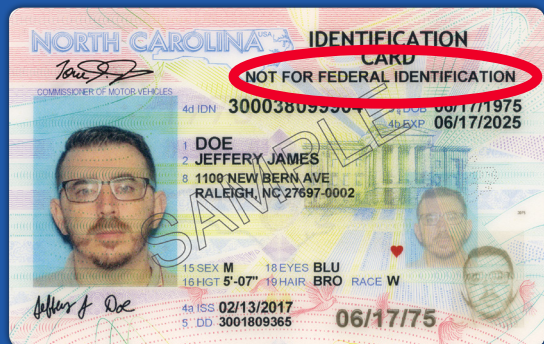 NORTH CAROLINA USA
IDENTIFICATION
CARD
NOT FOR FEDERAL IDENTIFICATION
COMMISSIONER OF MOTOR VEHICLES
4d IDN
DOB 06/17/1975
4b EXP 06/17/2025
1 DOE
2 JEFFERY JAMES
8 1100 NEW BERN AVE
RALEIGH, NC 27697-0002
SAMPLE
15 SEX M 18 EYES BLU
16 HGT 5'-07" 19 HAIR BRO RACE W
Jeffery J Doe
4a ISS 02/13/2017
5 DD 3001809365
06/17/75